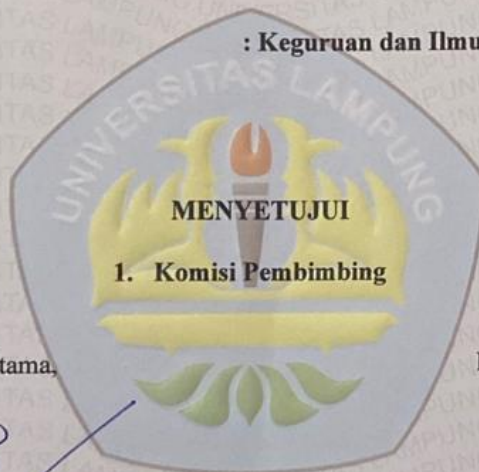 : Keguruan dan Ilmu
UNIVERSITAS LAMPUNG
MENYETUJUI
1. Komisi Pembimbing
tama,